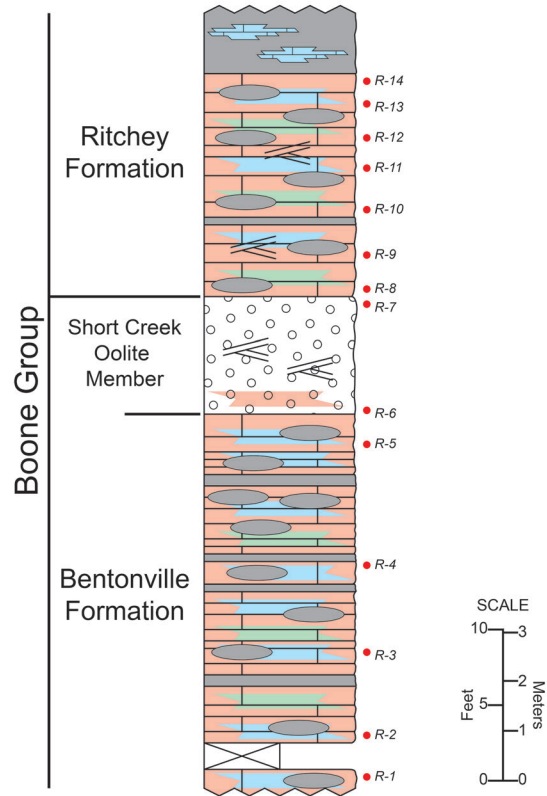 R-14
R-13
Ritchey
Formation
R-12
R-11
R-10
R-9
R-8
R-7
Short Creek
Oolite
Member
R-6
R-5
Boone Group
Bentonville
Formation
R-4
R-3
R-2
R-1
SCALE
10
3
2
5
1
0
0
Feet
Meters